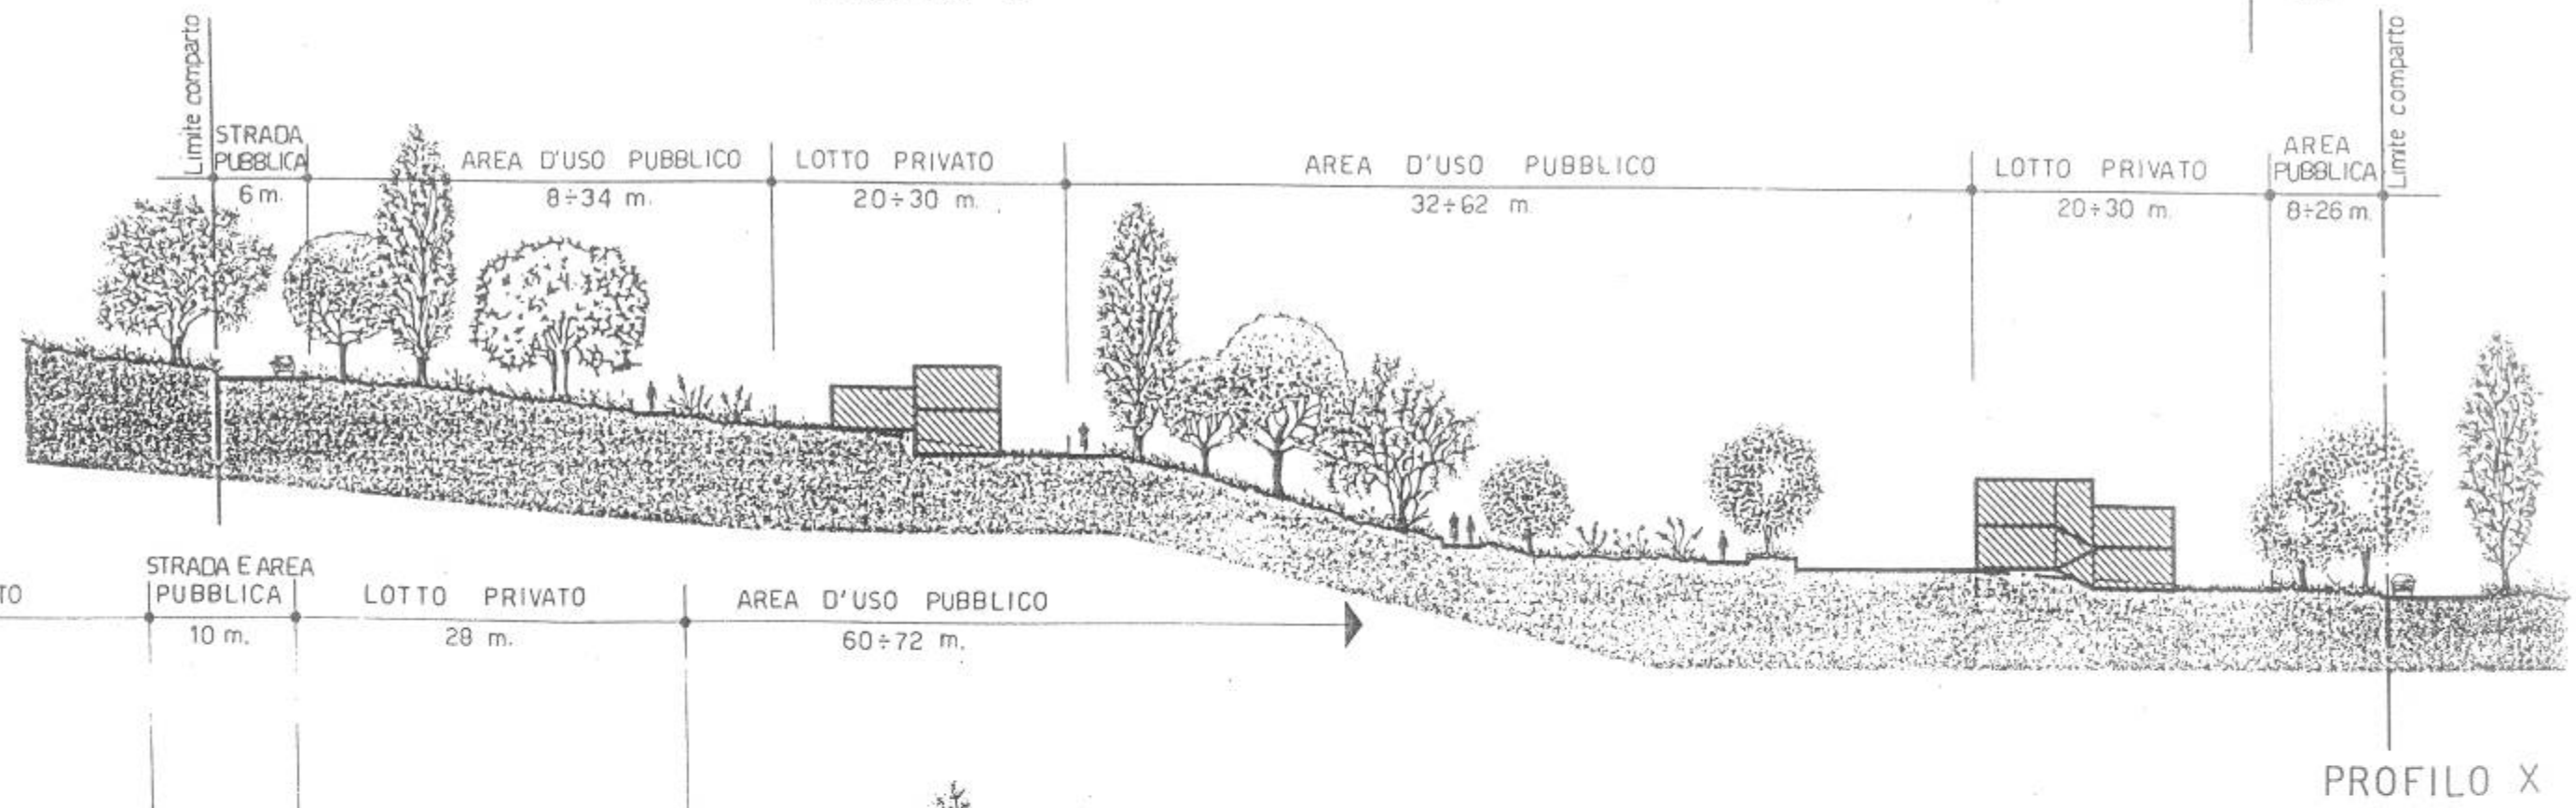 Limite comparto
STRADA
PUBBLICA
6 m.
AREA D'USO PUBBLICO
8÷34 m.
LOTTO PRIVATO
20÷30 m.
AREA D'USO PUBBLICO
32÷62 m.
LOTTO PRIVATO
20÷30 m.
AREA
PUBBLICA
8÷26 m.
Limite comparto
TO
STRADA E AREA
PUBBLICA
10 m.
LOTTO PRIVATO
28 m.
AREA D'USO PUBBLICO
60÷72 m.
PROFILO X